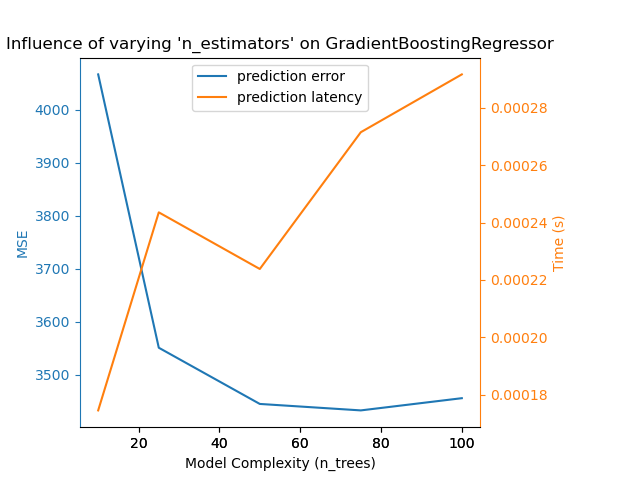 Influence of varying 'n_estimators' on GradientBoostingRegressor
prediction error
prediction latency
4000
3900
3800
3700
3600
3500
MSE
0.00028
0.00026
0.00024
0.00022
0.00020
0.00018
Time (s)
20 40 60 80 100
Model Complexity (n_trees)